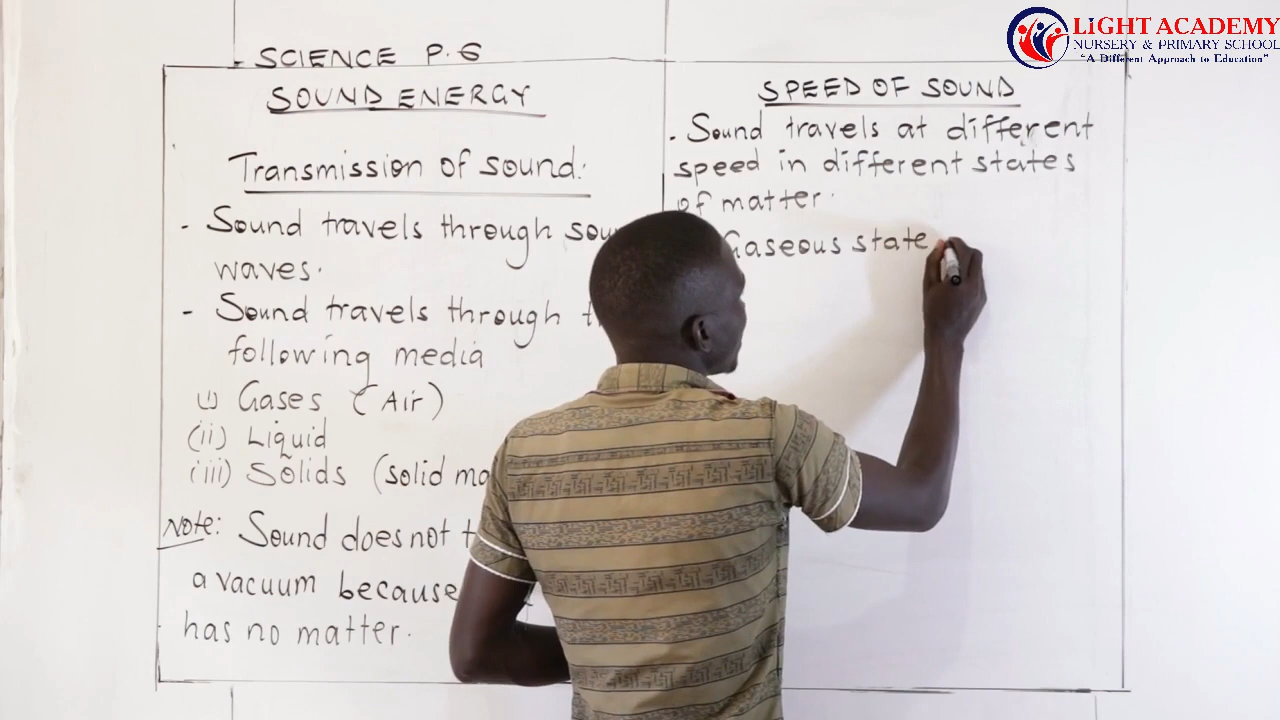 LIGHT ACADEMY
NURSERY & PRIMARY SCHOOL
"A Different Approach to Education"
- SCIENCE P.6
SOUND ENERGY
Transmission of sound.
- Sound travels through
waves.
- Sound travels through
following media
(i) Gases (Air)
(ii) Liquid
(iii) Solids (solid
Note: Sound does not
a vacuum because
has no matter.
SPEED OF SOUND
. Sound travels at different
speed in different states
of matter.
Gaseous state